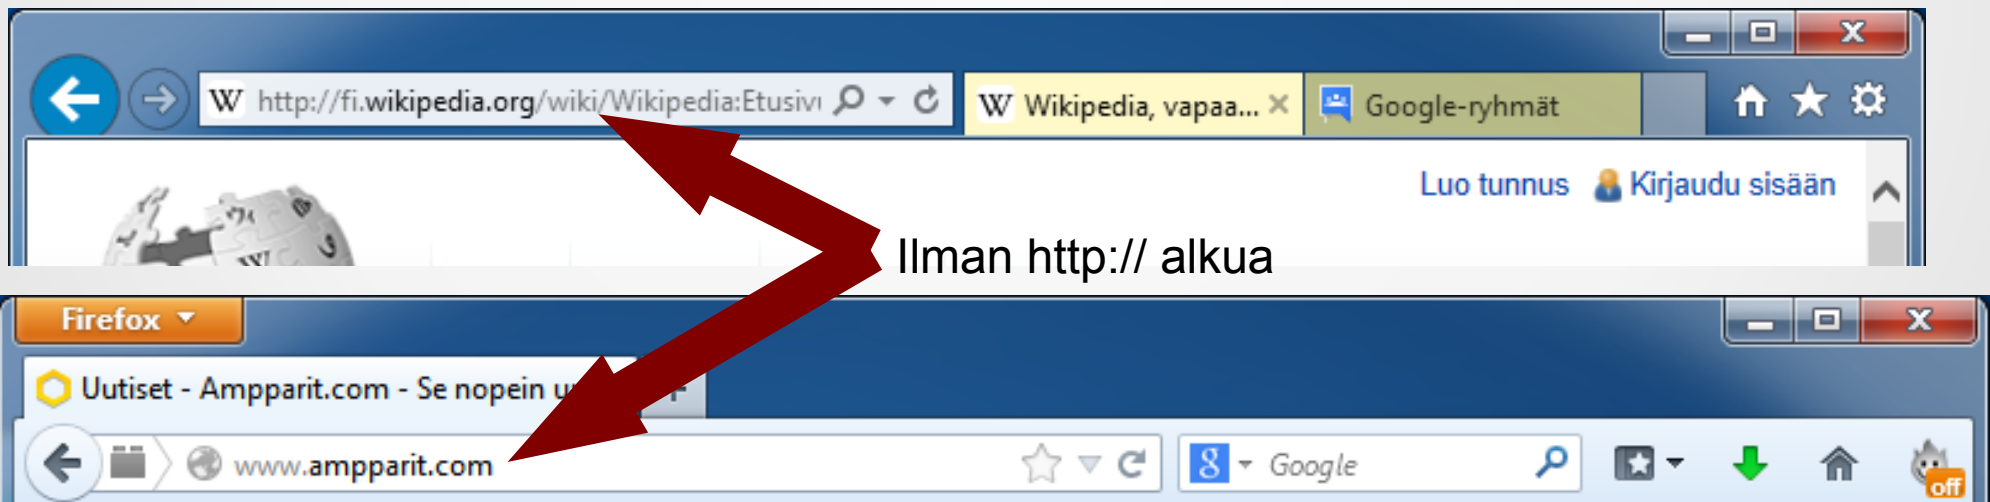 W http://fi.wikipedia.org/wiki/Wikipedia:Etusivu
W Wikipedia, vapaa...
Google-ryhmät
Luo tunnus Kirjaudu sisään
W
Ilman http:// alkua
Firefox
Uutiset - Ampparit.com - Se nopein u
www.ampparit.com
8 Google
off